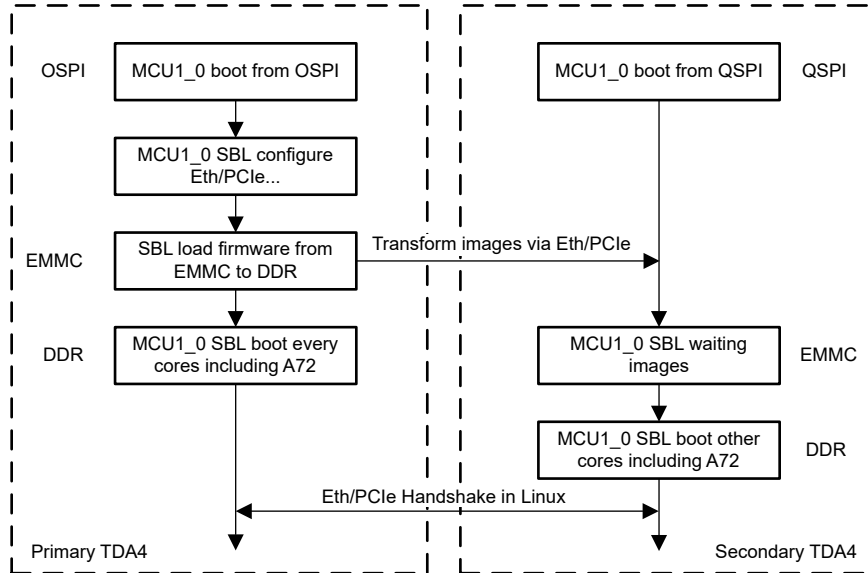 OSPI
MCU1_0 boot from OSPI
MCU1_0 boot from QSPI
QSPI
MCU1_0 SBL configure
Eth/PCIe...
EMMC
SBL load firmware from
EMMC to DDR
Transform images via Eth/PCIe
DDR
MCU1_0 SBL boot every
cores including A72
MCU1_0 SBL waiting
images
EMMC
MCU1_0 SBL boot other
cores including A72
DDR
Eth/PCIe Handshake in Linux
Primary TDA4
Secondary TDA4